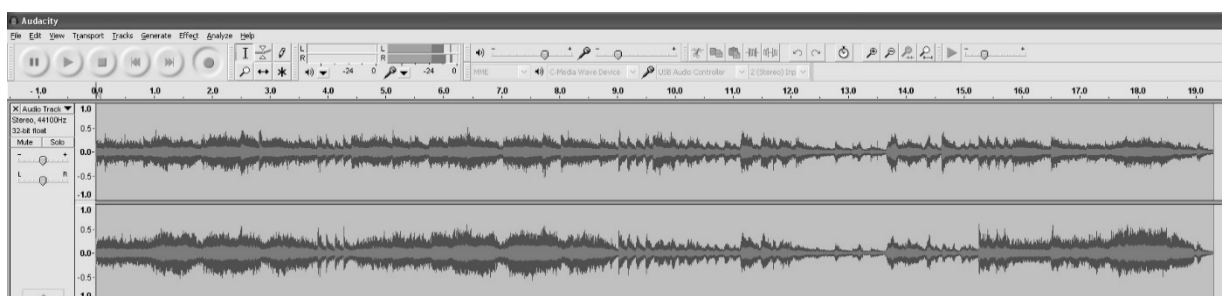 Audacity
File Edit View Transport Tracks Generate Effect Analyze Help
L R -24 0 L R -24 0
MME C-Media Wave Device USB Audio Controller 2 (Stereo) Inp
- 1.0 0.0 1.0 2.0 3.0 4.0 5.0 6.0 7.0 8.0 9.0 10.0 11.0 12.0 13.0 14.0 15.0 16.0 17.0 18.0 19.0
X Audio Track 1.0
Stereo, 44100Hz
32-bit float 0.5-
Mute Solo
- + 0.0-
L R -0.5-
-1.0
1.0
0.5-
0.0-
-0.5-
-1.0